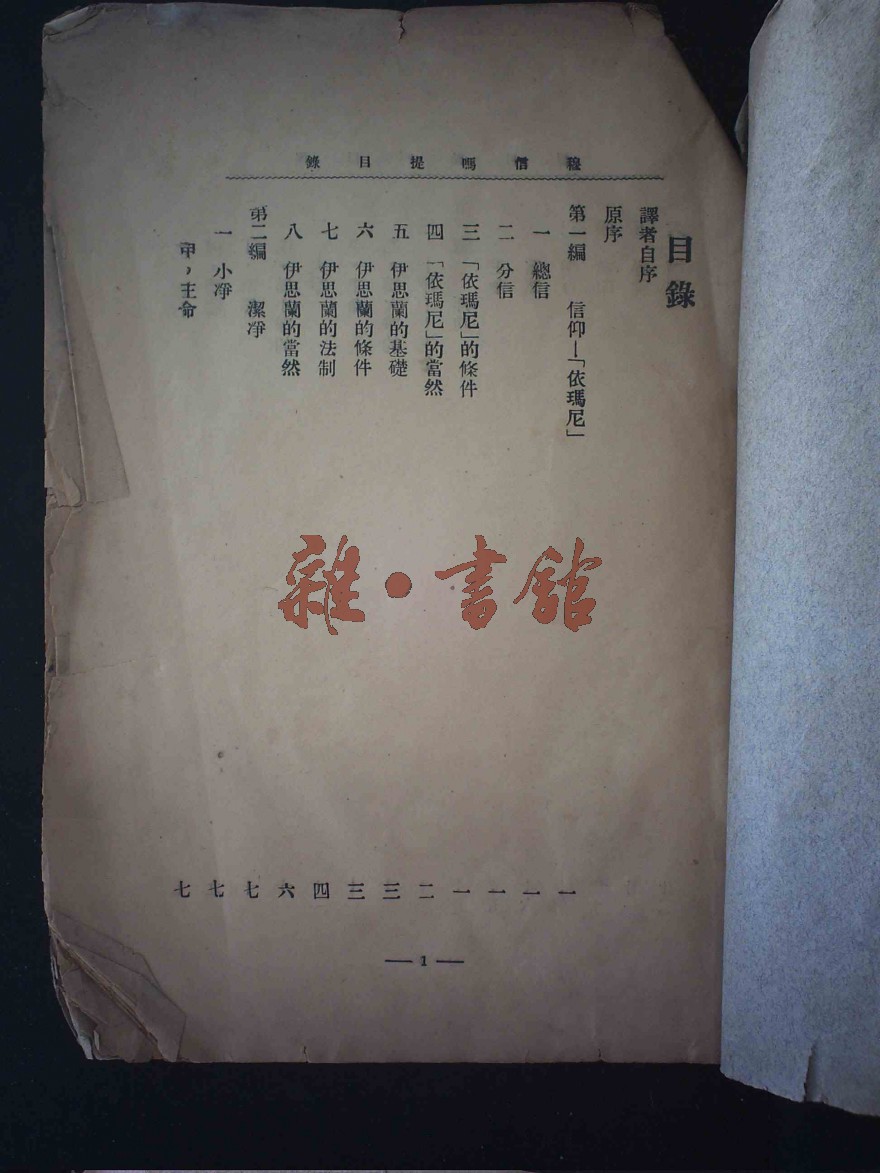 穆信嗎提目錄
目錄
譯者自序
原序
第一編 信仰—「依瑪尼」 一
一 總信 一
二 分信 一
三 「依瑪尼」的條件 一
四 「依瑪尼」的當然 二
五 伊思蘭的基礎 三
六 伊思蘭的條件 三
七 伊思蘭的法制 四
八 伊思蘭的當然 六
第二編 潔淨 七
一 小淨 七
甲，主命 七
— 1 —
雜·書舘